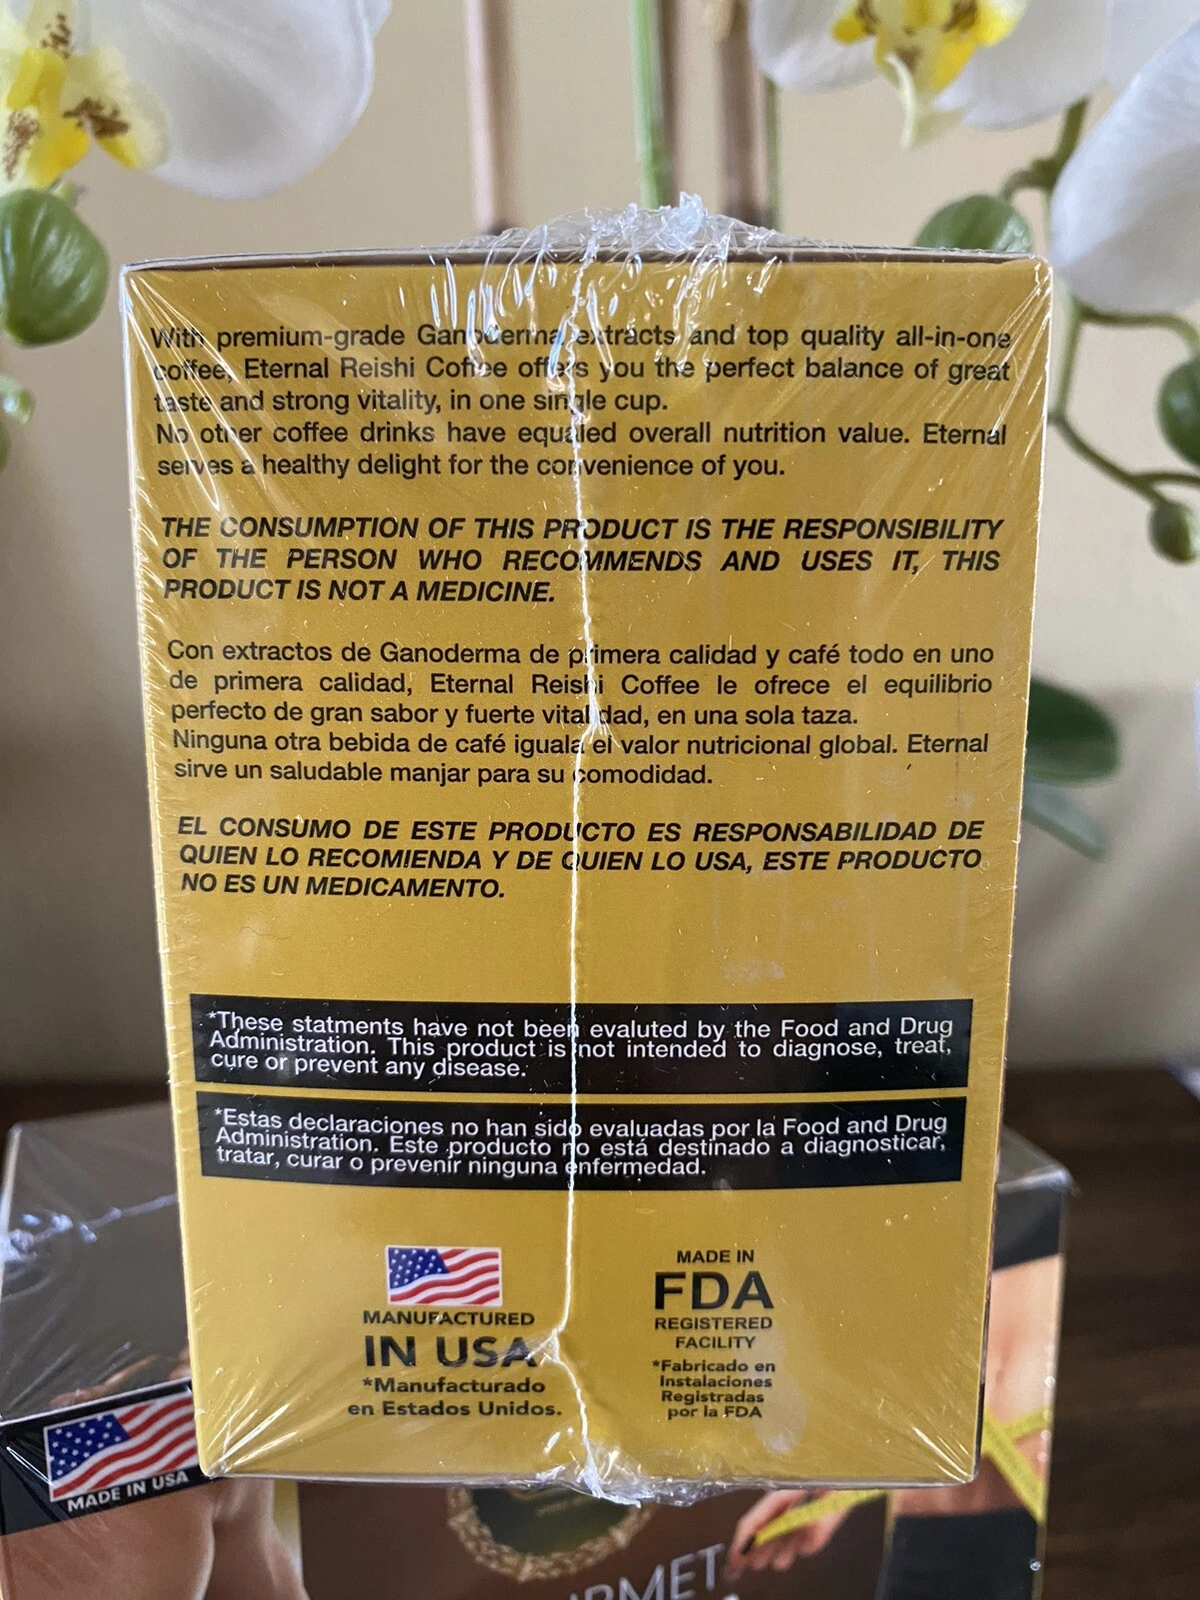 With premium-grade Ganoderma extracts and top quality all-in-one
coffee, Eternal Reishi Coffee offers you the perfect balance of great
taste and strong vitality, in one single cup.
No other coffee drinks have equaled overall nutrition value. Eternal
serves a healthy delight for the convenience of you.
THE CONSUMPTION OF THIS PRODUCT IS THE RESPONSIBILITY
OF THE PERSON WHO RECOMMENDS AND USES IT, THIS
PRODUCT IS NOT A MEDICINE.
Con extractos de Ganoderma de primera calidad y café todo en uno
de primera calidad, Eternal Reishi Coffee le ofrece el equilibrio
perfecto de gran sabor y fuerte vitalidad, en una sola taza.
Ninguna otra bebida de café iguala el valor nutricional global. Eternal
sirve un saludable manjar para su comodidad.
EL CONSUMO DE ESTE PRODUCTO ES RESPONSABILIDAD DE
QUIEN LO RECOMIENDA Y DE QUIEN LO USA, ESTE PRODUCTO
NO ES UN MEDICAMENTO.
*These statments have not been evaluted by the Food and Drug
Administration. This product is not intended to diagnose, treat,
cure or prevent any disease.
*Estas declaraciones no han sido evaluadas por la Food and Drug
Administration. Este producto no está destinado a diagnosticar,
tratar, curar o prevenir ninguna enfermedad.
MANUFACTURED
IN USA
*Manufacturado
en Estados Unidos.
MADE IN
FDA
REGISTERED
FACILITY
*Fabricado en
Instalaciones
Registradas
por la FDA
MADE IN USA